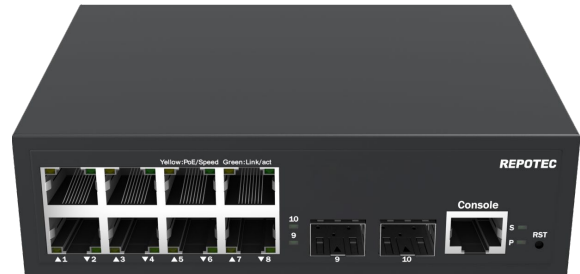 Yellow:PoE/Speed Green:Link/act
REPOTEC
Console
10
9
S
P
RST
▲1 ▼2 ▲3 ▼4 ▲5 ▼6 ▲7 ▼8
9
10